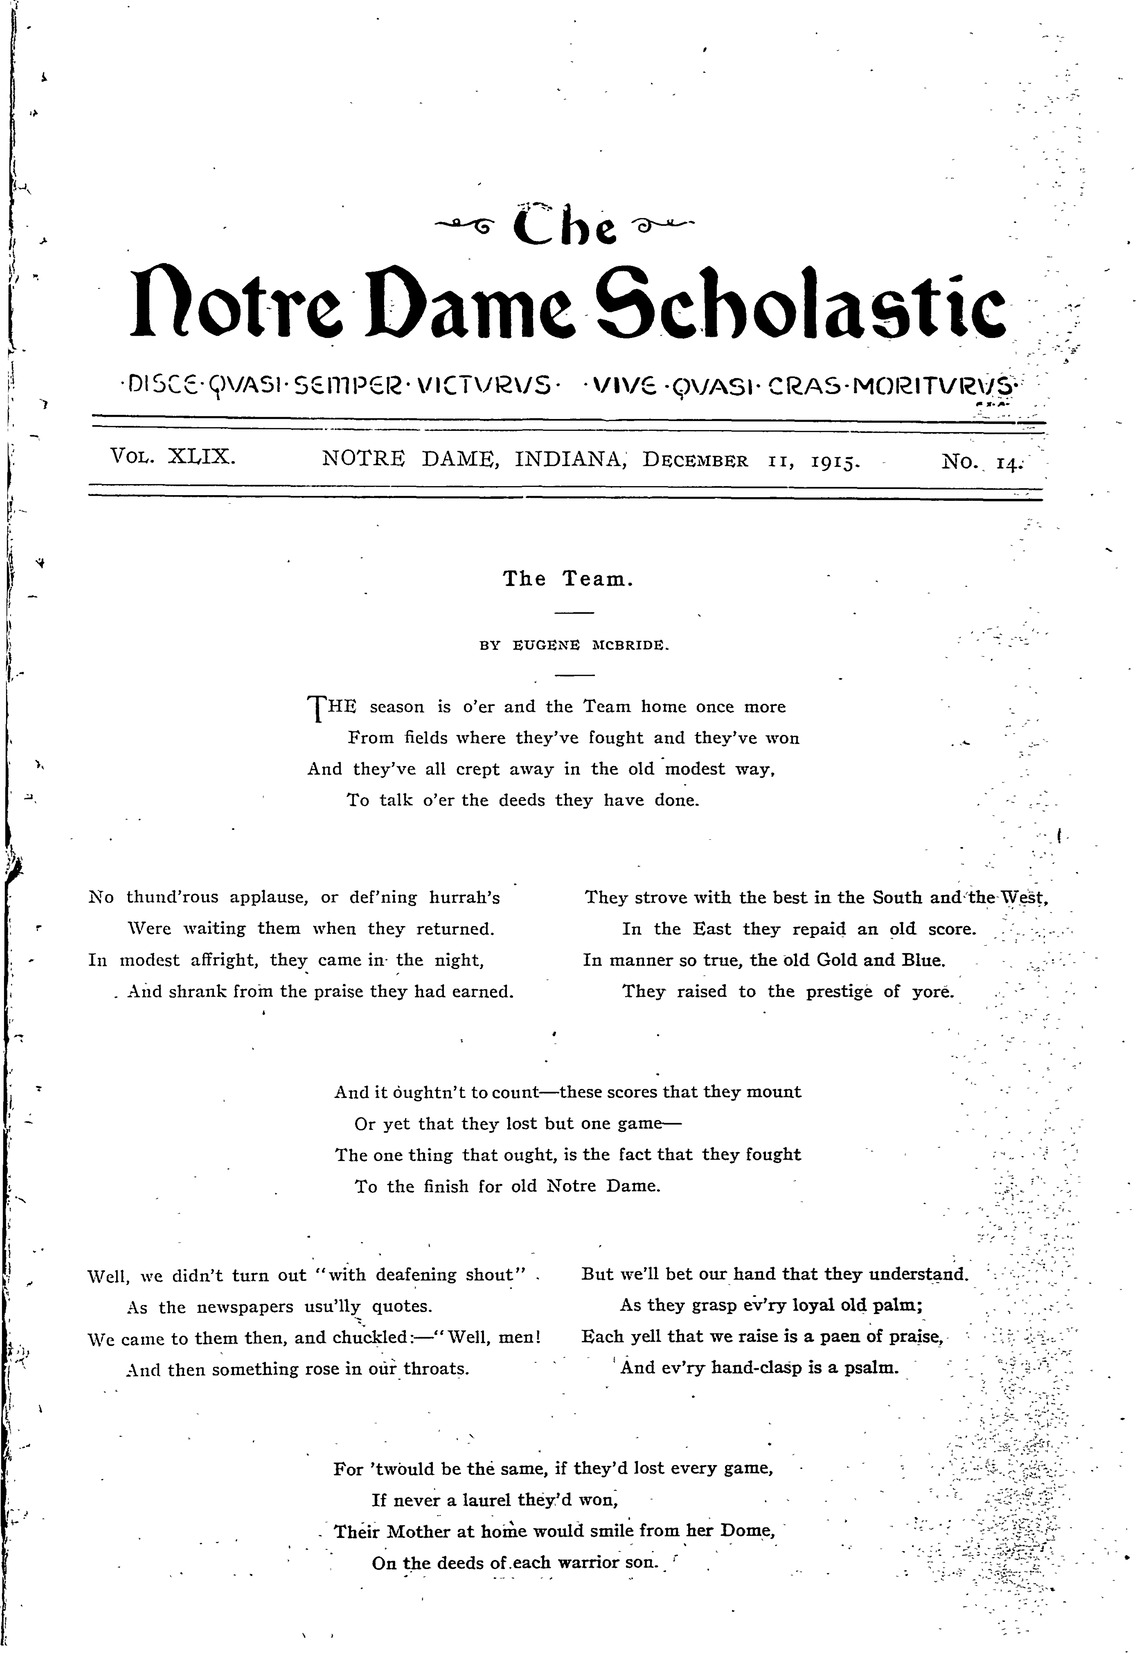 The
Notre Dame Scholastic
·DISCE·QVASI·SEMPER·VICTVRVS· ·VIVE·QVASI·CRAS·MORITVRVS·
VOL. XLIX. NOTRE DAME, INDIANA, DECEMBER 11, 1915. NO. 14.
The Team.
BY EUGENE MCBRIDE.
THE season is o'er and the Team home once more
From fields where they've fought and they've won
And they've all crept away in the old modest way,
To talk o'er the deeds they have done.
No thund'rous applause, or def'ning hurrah's
Were waiting them when they returned.
In modest affright, they came in the night,
And shrank from the praise they had earned.
They strove with the best in the South and the West,
In the East they repaid an old score.
In manner so true, the old Gold and Blue.
They raised to the prestige of yore.
And it oughtn't to count—these scores that they mount
Or yet that they lost but one game—
The one thing that ought, is the fact that they fought
To the finish for old Notre Dame.
Well, we didn't turn out "with deafening shout"
As the newspapers usu'lly quotes.
We came to them then, and chuckled:—"Well, men!
And then something rose in our throats.
But we'll bet our hand that they understand.
As they grasp ev'ry loyal old palm;
Each yell that we raise is a paen of praise,
And ev'ry hand-clasp is a psalm.
For 'twould be the same, if they'd lost every game,
If never a laurel they'd won,
Their Mother at home would smile from her Dome,
On the deeds of each warrior son.